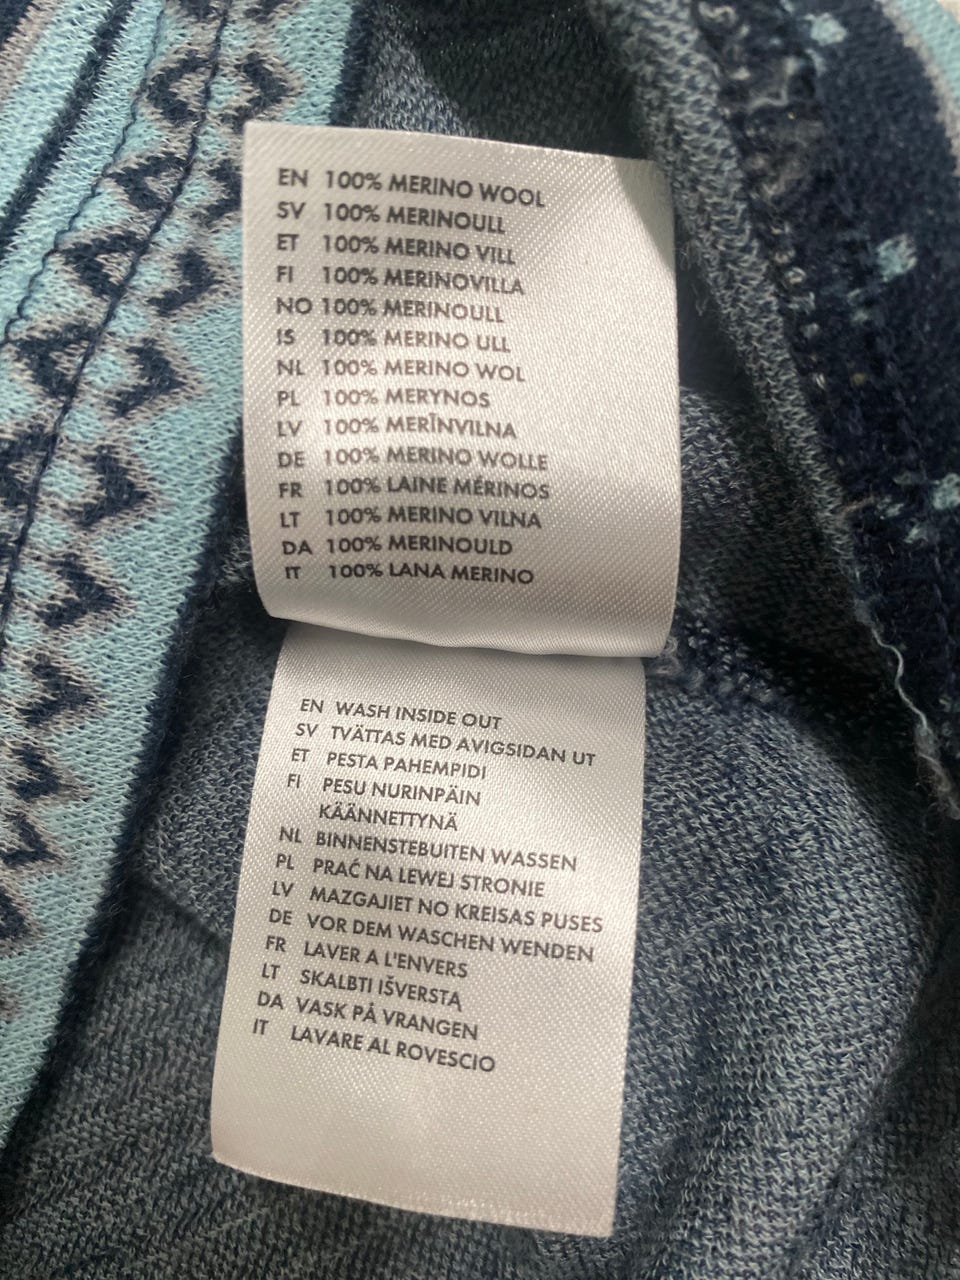 EN 100% MERINO WOOL
SV 100% MERINOULL
ET 100% MERINO VILL
FI 100% MERINOVILLA
NO 100% MERINOULL
IS 100% MERINO ULL
NL 100% MERINO WOL
PL 100% MERYNOS
LV 100% MERĪNVILNA
DE 100% MERINO WOLLE
FR 100% LAINE MÉRINOS
LT 100% MERINO VILNA
DA 100% MERINOULD
IT 100% LANA MERINO
EN WASH INSIDE OUT
SV TVÄTTAS MED AVIGSIDAN UT
ET PESTA PAHEMPIDI
FI PESU NURINPÄIN
KÄÄNNETTYNÄ
NL BINNENSTEBUITEN WASSEN
PL PRAĆ NA LEWEJ STRONIE
LV MAZGAJIET NO KREISAS PUSES
DE VOR DEM WASCHEN WENDEN
FR LAVER A L'ENVERS
LT SKALBTI IŠVERSTĄ
DA VASK PÅ VRANGEN
IT LAVARE AL ROVESCIO